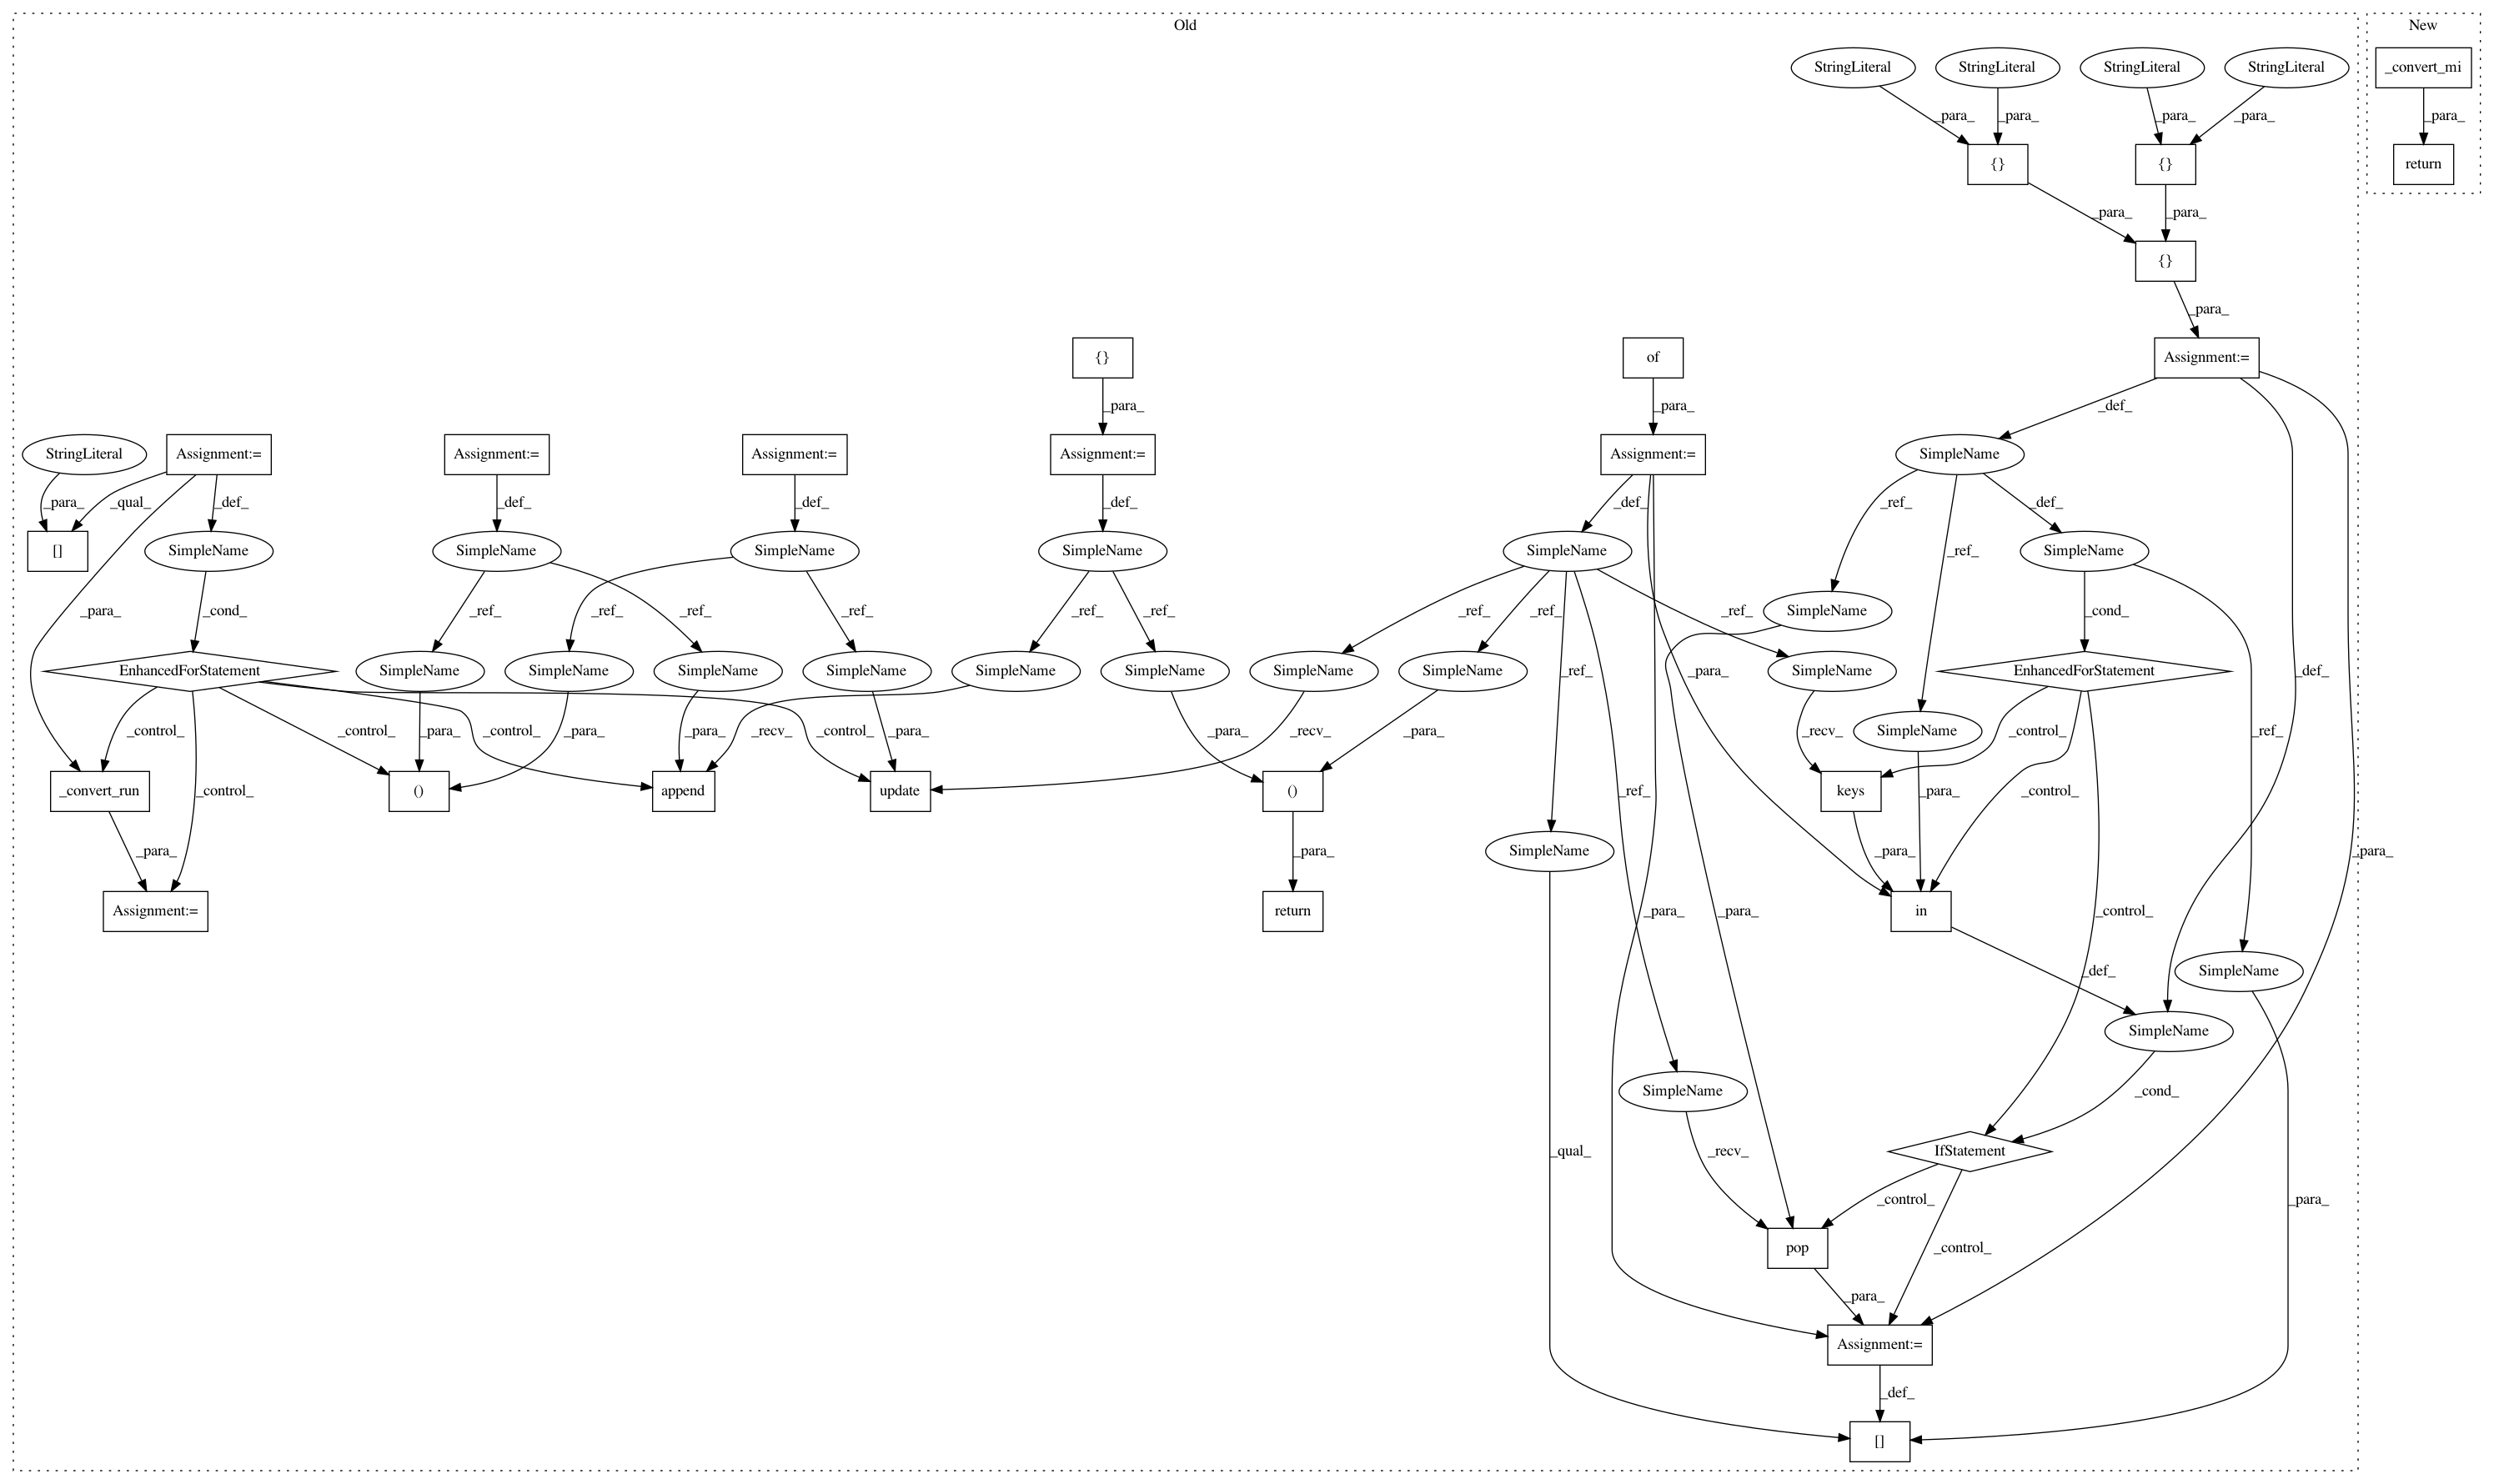 Old
New
StringLiteral
StringLiteral
StringLiteral
StringLiteral
_convert_mi
_para_
_para_
_para_
_para_
_para_
{}
{}
return
_para_
_para_
{}
_para_
{}
of
Assignment:=
_para_
_para_
_def_
StringLiteral
Assignment:=
Assignment:=
Assignment:=
Assignment:=
Assignment:=
SimpleName
_para_
_qual_
_def_
_def_
_def_
_def_
_def_
_ref_
_def_
[]
SimpleName
SimpleName
SimpleName
SimpleName
SimpleName
_ref_
SimpleName
_para_
_cond_
_ref_
_ref_
_ref_
_ref_
_ref_
_ref_
_ref_
_ref_
_ref_
SimpleName
_cond_
EnhancedForStatement
SimpleName
SimpleName
SimpleName
SimpleName
SimpleName
SimpleName
SimpleName
SimpleName
_ref_
SimpleName
EnhancedForStatement
_def_
_control_
_control_
_para_
_para_
_control_
_para_
_recv_
_control_
_para_
_para_
_recv_
_para_
_para_
_ref_
_recv_
SimpleName
_control_
_ref_
_convert_run
_control_
()
append
update
()
keys
_para_
_control_
_para_
_para_
SimpleName
_para_
_para_
Assignment:=
return
_para_
_para_
in
_control_
_def_
SimpleName
SimpleName
SimpleName
_cond_
_qual_
_recv_
IfStatement
_control_
_para_
pop
_control_
_para_
Assignment:=
_def_
[]